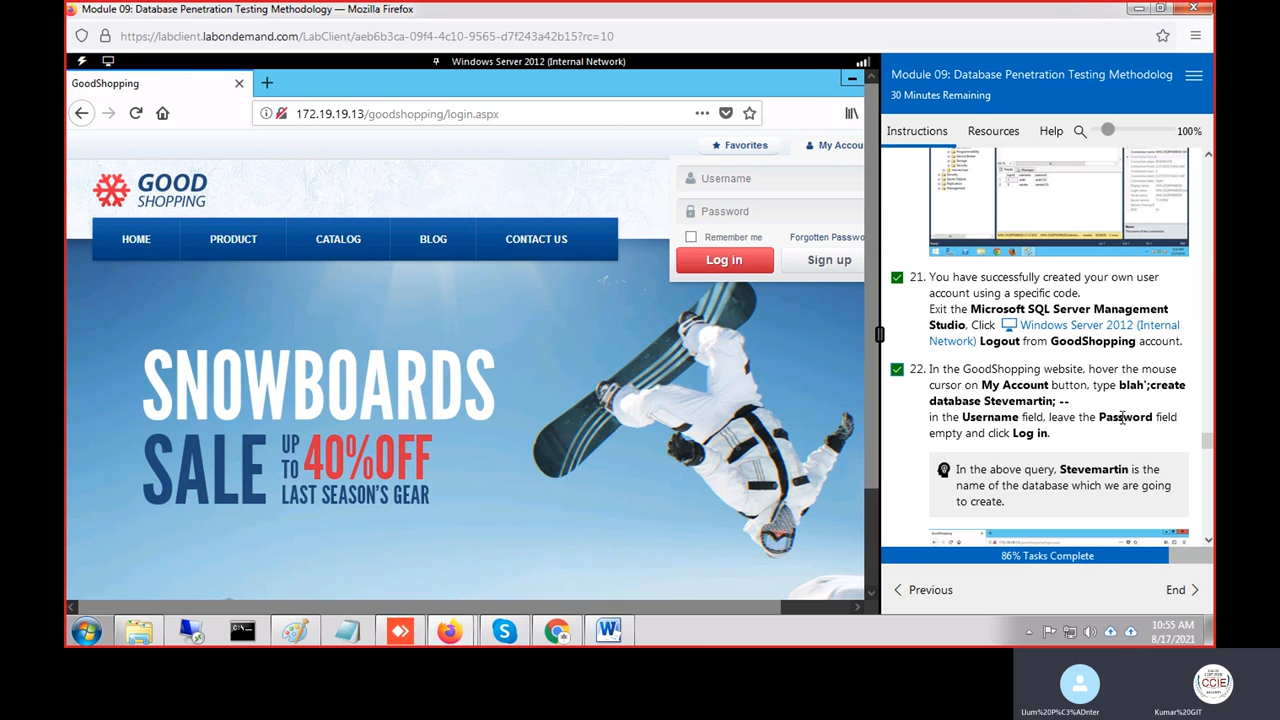 Module 09: Database Penetration Testing Methodology — Mozilla Firefox
https://labclient.labondemand.com/LabClient/aeb6b3ca-09f4-4c10-9565-d7f243a42b15?rc=10
Windows Server 2012 (Internal Network)
GoodShopping
172.19.19.13/goodshopping/login.aspx
Favorites
My Accou
GOOD
SHOPPING
Username
Password
Remember me
Forgotten Passwo
HOME
PRODUCT
CATALOG
BLOG
CONTACT US
Log in
Sign up
SNOWBOARDS
SALE UP TO 40%OFF
LAST SEASON'S GEAR
Module 09: Database Penetration Testing Methodolog
30 Minutes Remaining
Instructions
Resources
Help
100%
21. You have successfully created your own user
account using a specific code.
Exit the Microsoft SQL Server Management
Studio, Click Windows Server 2012 (Internal
Network) Logout from GoodShopping account.
22. In the GoodShopping website, hover the mouse
cursor on My Account button, type blah';create
database Stevemartin; --
in the Username field, leave the Password field
empty and click Log in.
In the above query, Stevemartin is the
name of the database which we are going
to create.
86% Tasks Complete
Previous
End
10:55 AM
8/17/2021
CCIE
Llum%20P%C3%ADnter
Kumar%20GIT